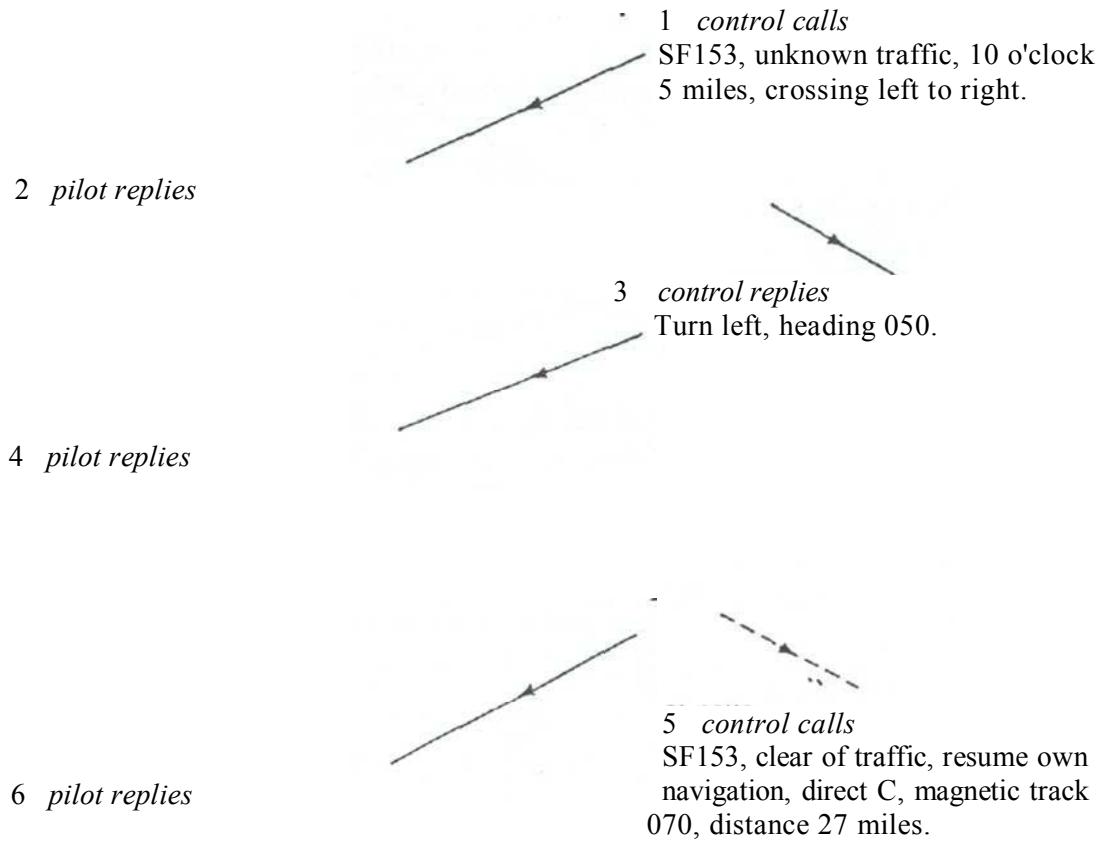 1 control calls
SF153, unknown traffic, 10 o'clock
5 miles, crossing left to right.
2 pilot replies
3 control replies
Turn left, heading 050.
4 pilot replies
5 control calls
SF153, clear of traffic, resume own
navigation, direct C, magnetic track
070, distance 27 miles.
6 pilot replies